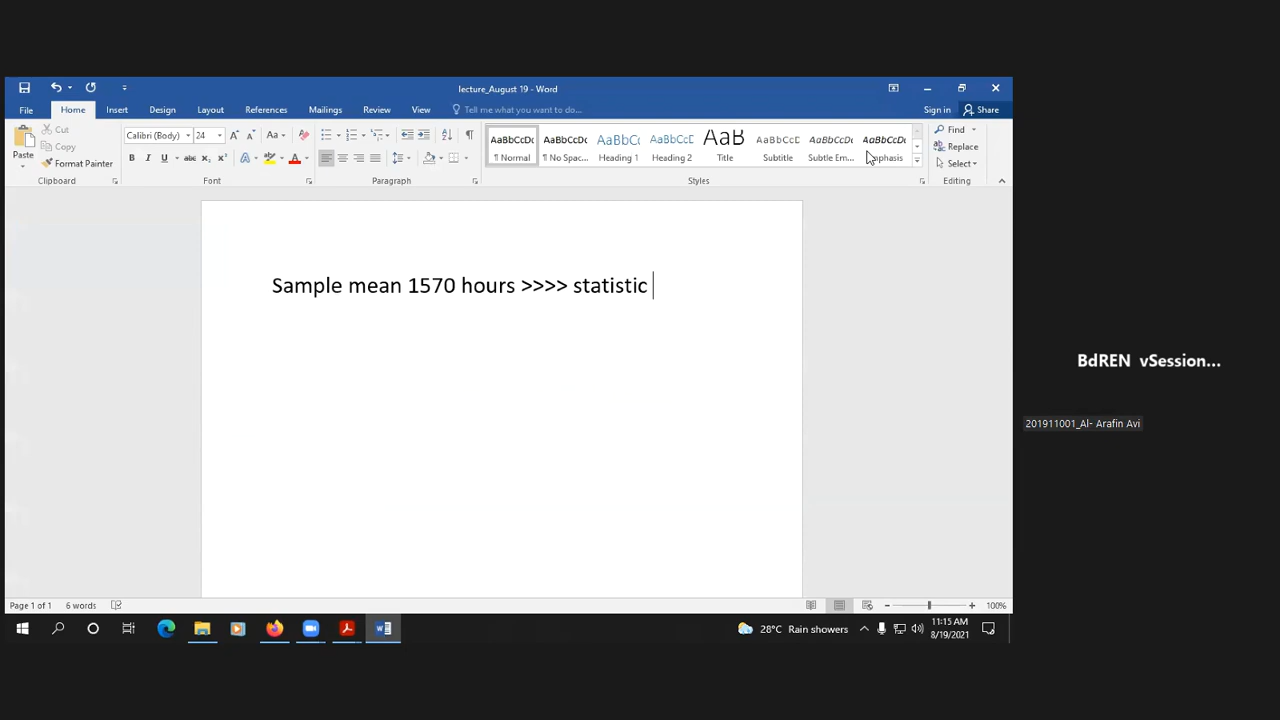 lecture_August 19 - Word
File Home Insert Design Layout References Mailings Review View Tell me what you want to do... Sign in Share
Paste Cut Copy Format Painter
Clipboard
Calibri (Body) 24
Font
Paragraph
AaBbCcDc AaBbCcDc AaBbCc AaBbCcE AaB AaBbCcE AaBbCcDc AaBbCcDc
¶ Normal ¶ No Spac... Heading 1 Heading 2 Title Subtitle Subtle Em... phasis
Styles
Find
Replace
Select
Editing
Sample mean 1570 hours >>>> statistic
BdREN vSession...
201911001_Al- Arafin Avi
Page 1 of 1 6 words 100%
28°C Rain showers 11:15 AM
8/19/2021